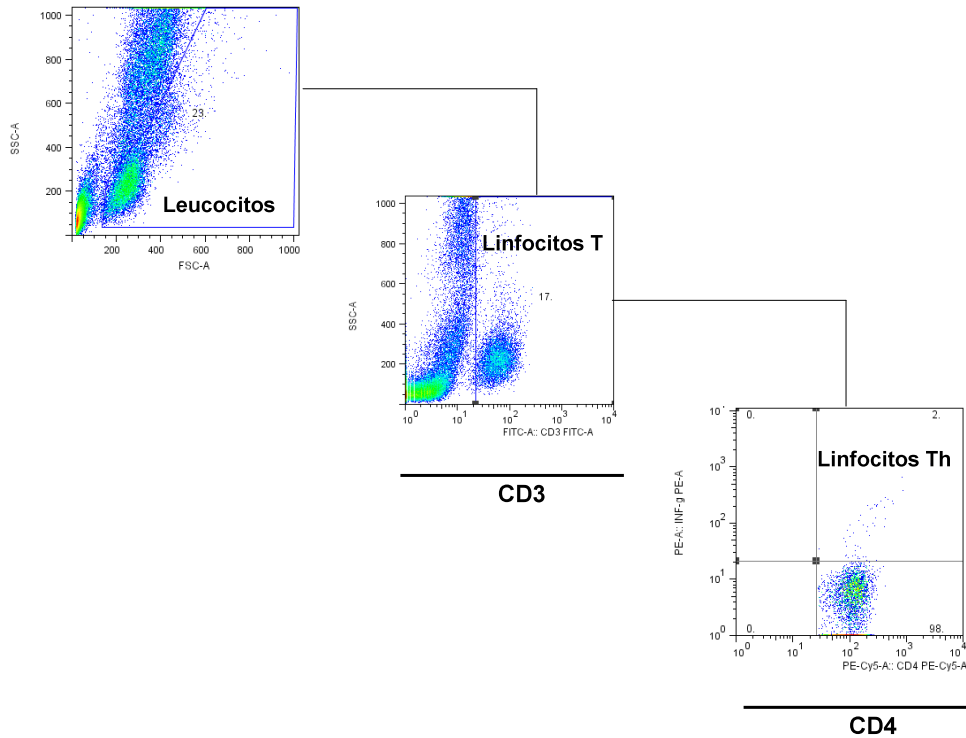 1000
800
600
400
200
SSC-A
23.
Leucocitos
200 400 600 800 1000
FSC-A
1000
800
600
400
200
SSC-A
Linfocitos T
17.
10^0 10^1 10^2 10^3 10^4
FITC-A:: CD3 FITC-A
CD3
10^4
10^3
10^2
10^1
10^0
PE-A:: INF-g PE-A
0. 2.
Linfocitos Th
0. 98.
10^0 10^1 10^2 10^3 10^4
PE-Cy5-A:: CD4 PE-Cy5-A
CD4